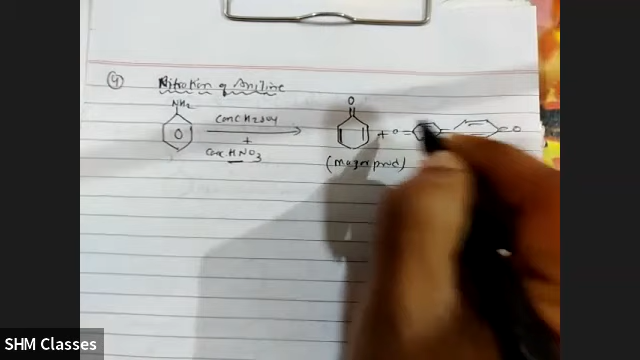 4 Nitration of Aniline
NH2
Conc H2SO4
+
Conc HNO3
O
+ O O
(Major prod)
SHM Classes